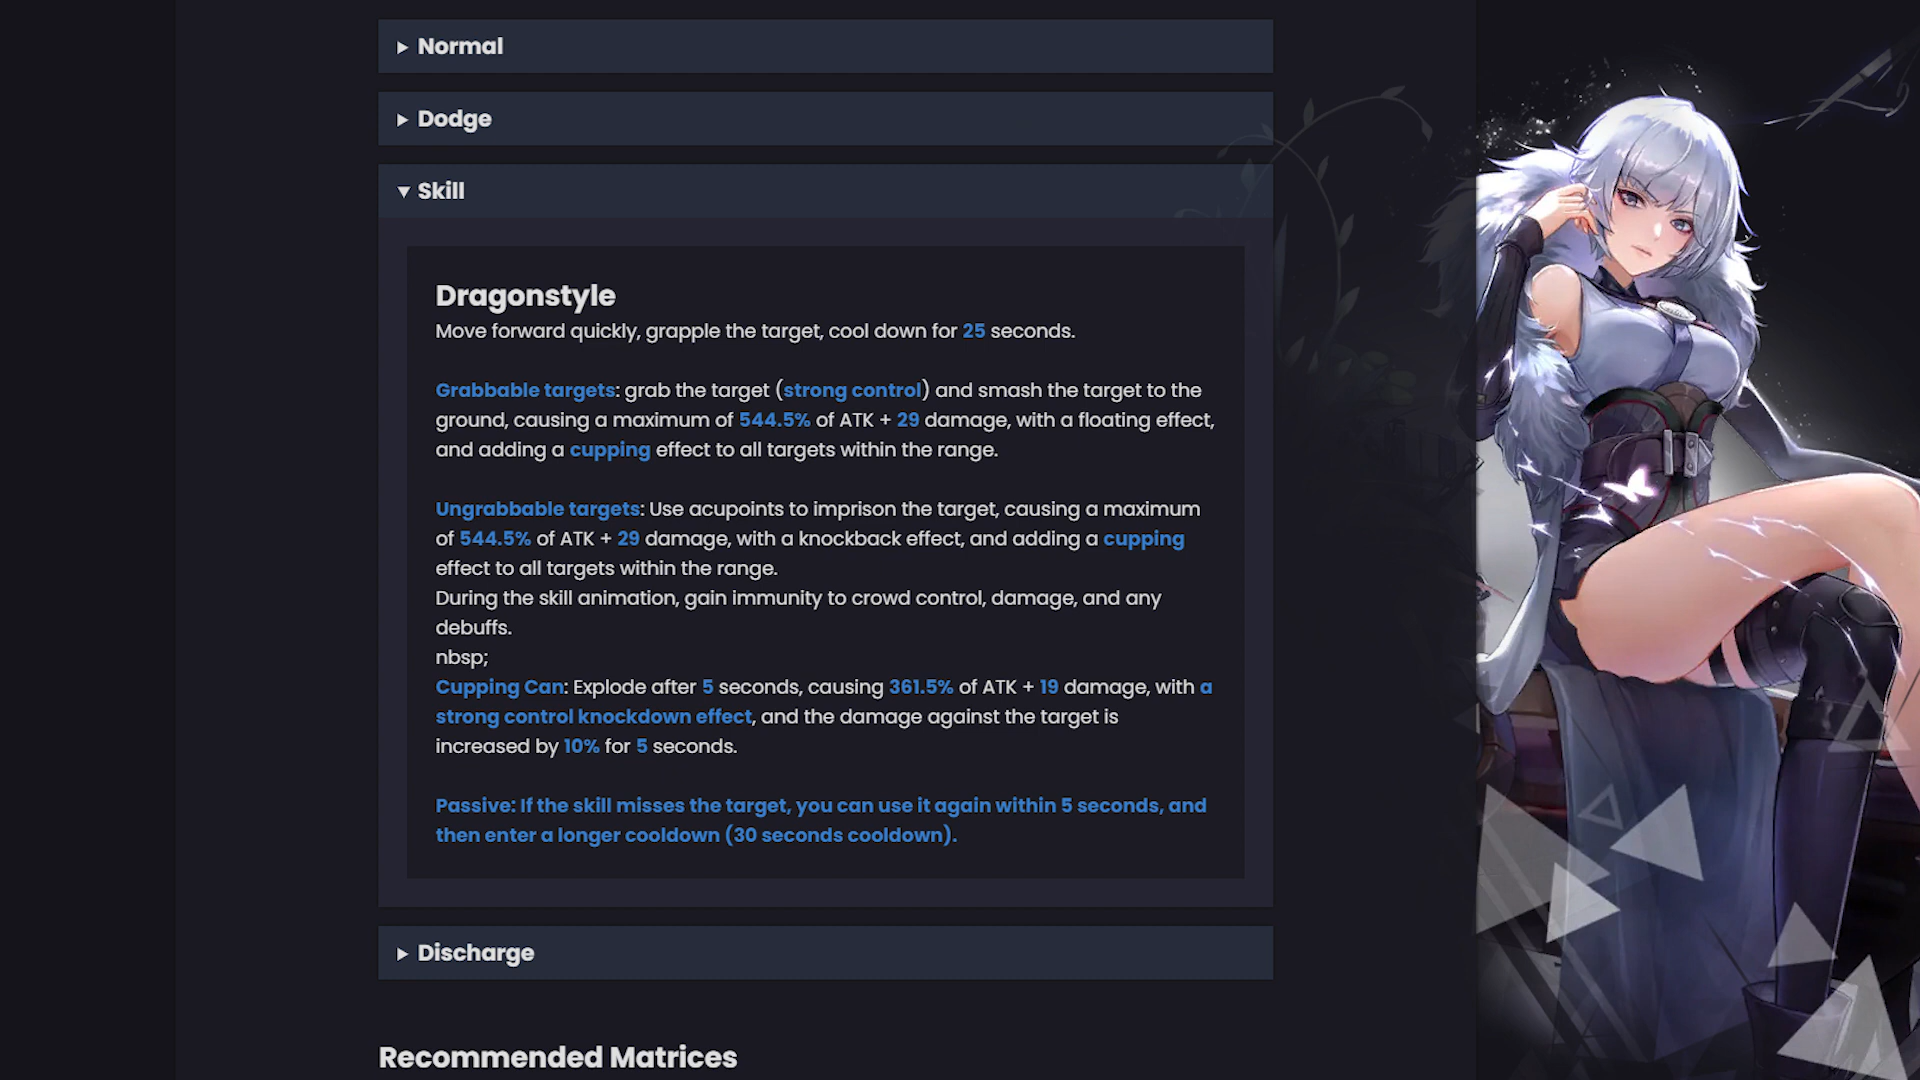 Normal
Dodge
Skill
Dragonstyle
Move forward quickly, grapple the target, cool down for 25 seconds.
Grabbable targets: grab the target (strong control) and smash the target to the
ground, causing a maximum of 544.5% of ATK + 29 damage, with a floating effect,
and adding a cupping effect to all targets within the range.
Ungrabbable targets: Use acupoints to imprison the target, causing a maximum
of 544.5% of ATK + 29 damage, with a knockback effect, and adding a cupping
effect to all targets within the range.
During the skill animation, gain immunity to crowd control, damage, and any
debuffs.
nbsp;
Cupping Can: Explode after 5 seconds, causing 361.5% of ATK + 19 damage, with a
strong control knockdown effect, and the damage against the target is
increased by 10% for 5 seconds.
Passive: If the skill misses the target, you can use it again within 5 seconds, and
then enter a longer cooldown (30 seconds cooldown).
Discharge
Recommended Matrices